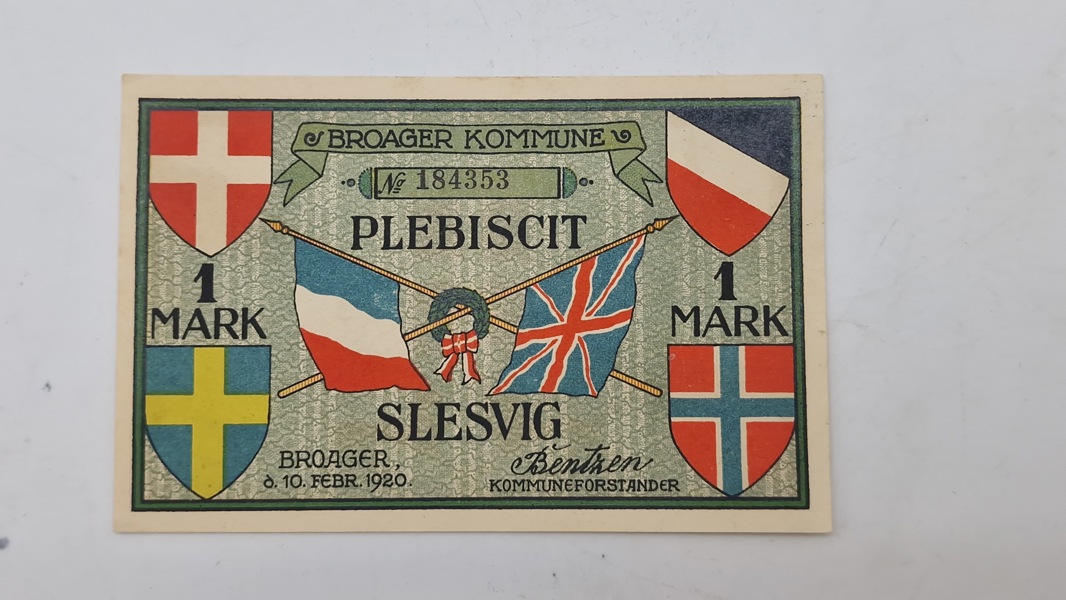 BROAGER KOMMUNE
No 184353
PLEBISCIT
1
MARK
1
MARK
SLESVIG
BROAGER,
d. 10. FEBR. 1920.
Bentzen
KOMMUNEFORSTANDER